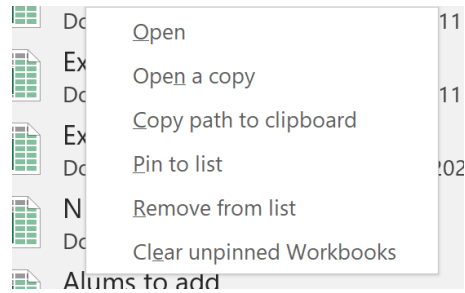 Open
Open a copy
Copy path to clipboard
Pin to list
Remove from list
Clear unpinned Workbooks
Alums to add